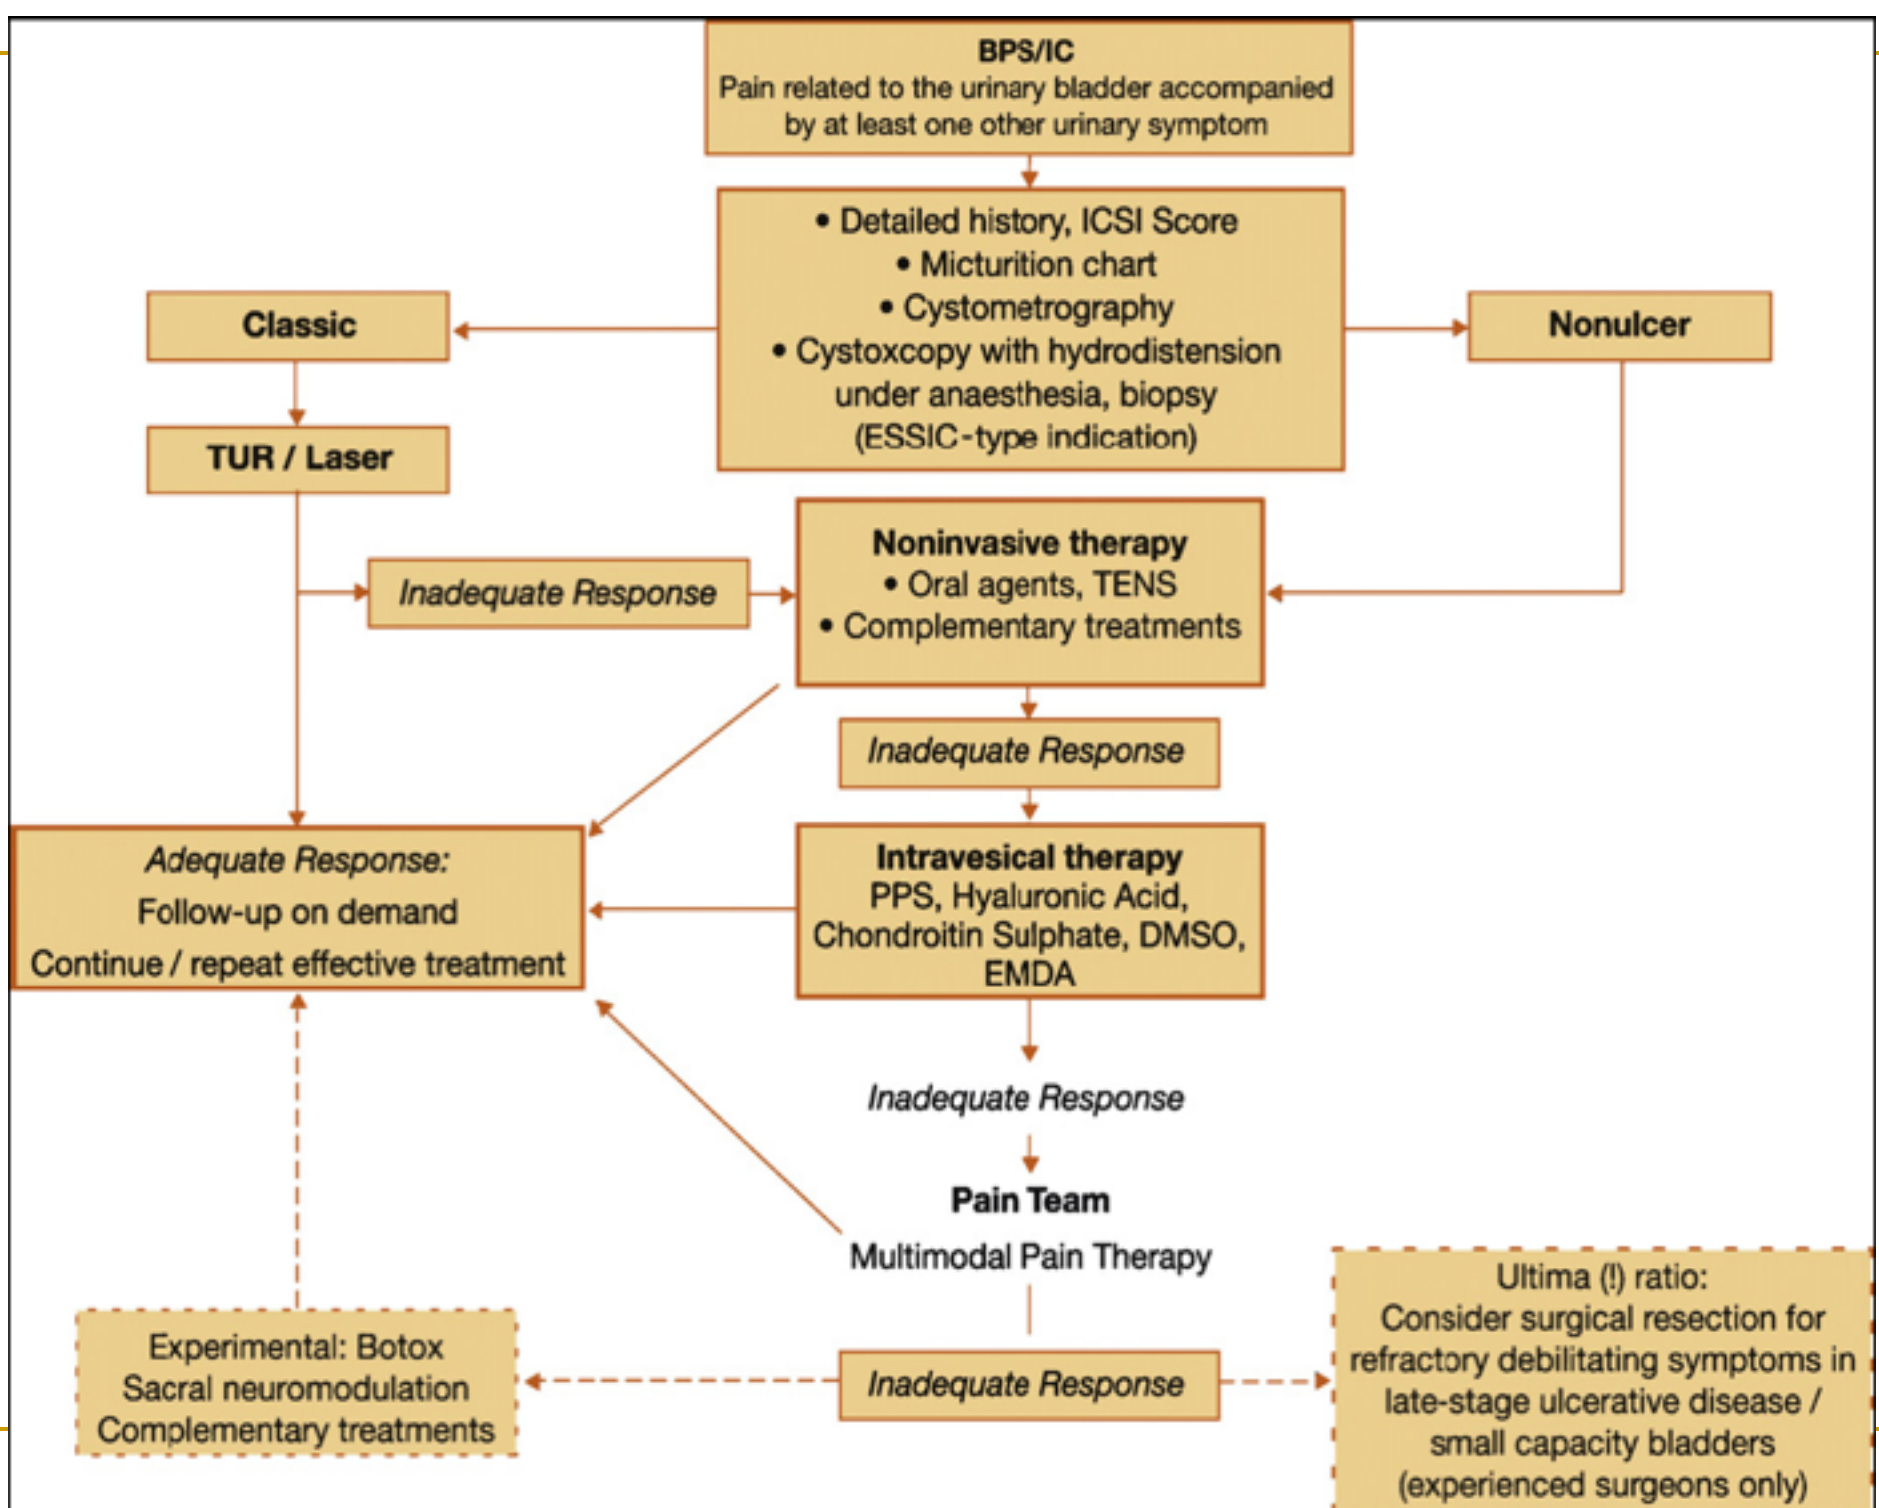 BPS/IC
Pain related to the urinary bladder accompanied
by at least one other urinary symptom
• Detailed history, ICSI Score
• Micturition chart
• Cystometrography
• Cystoxcopy with hydrodistension
under anaesthesia, biopsy
(ESSIC-type indication)
Classic
Nonulcer
TUR / Laser
Inadequate Response
Noninvasive therapy
• Oral agents, TENS
• Complementary treatments
Inadequate Response
Adequate Response:
Follow-up on demand
Continue / repeat effective treatment
Intravesical therapy
PPS, Hyaluronic Acid,
Chondroitin Sulphate, DMSO,
EMDA
Inadequate Response
Pain Team
Multimodal Pain Therapy
Experimental: Botox
Sacral neuromodulation
Complementary treatments
Inadequate Response
Ultima (!) ratio:
Consider surgical resection for
refractory debilitating symptoms in
late-stage ulcerative disease /
small capacity bladders
(experienced surgeons only)